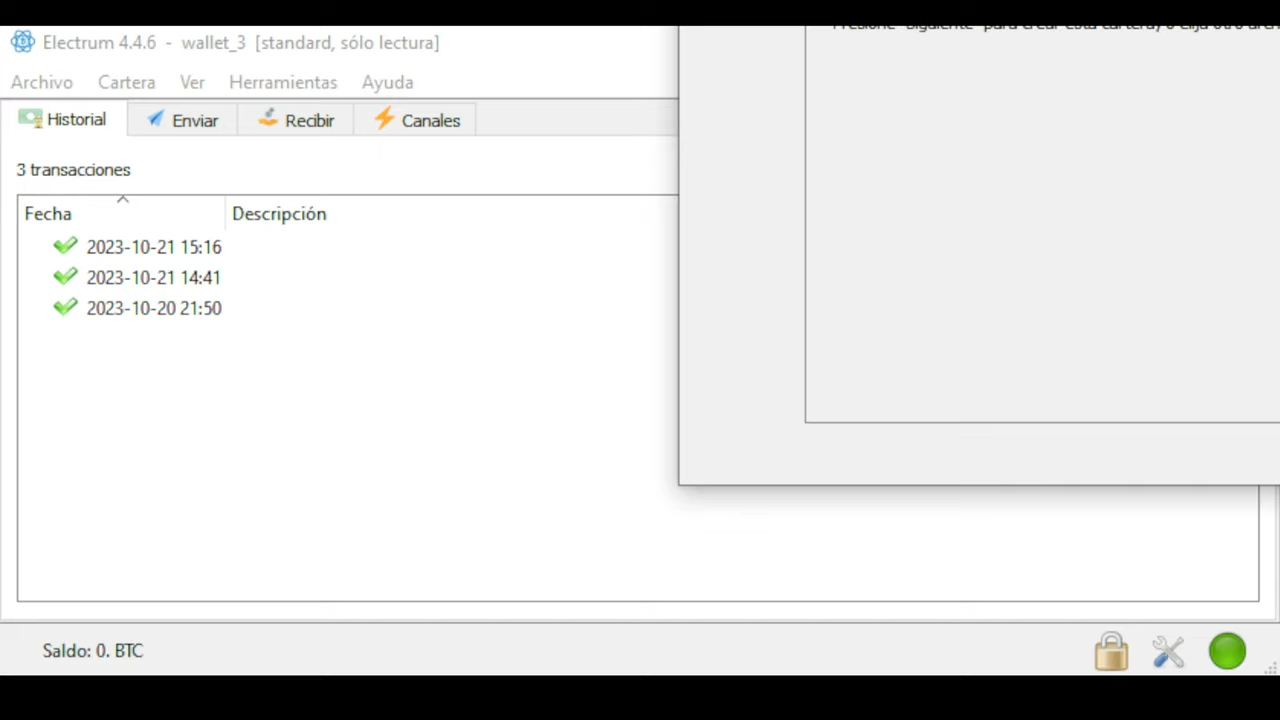 Electrum 4.4.6 - wallet_3 [standard, sólo lectura]
Archivo Cartera Ver Herramientas Ayuda
Historial Enviar Recibir Canales
3 transacciones
Fecha Descripción
2023-10-21 15:16
2023-10-21 14:41
2023-10-20 21:50
Saldo: 0. BTC